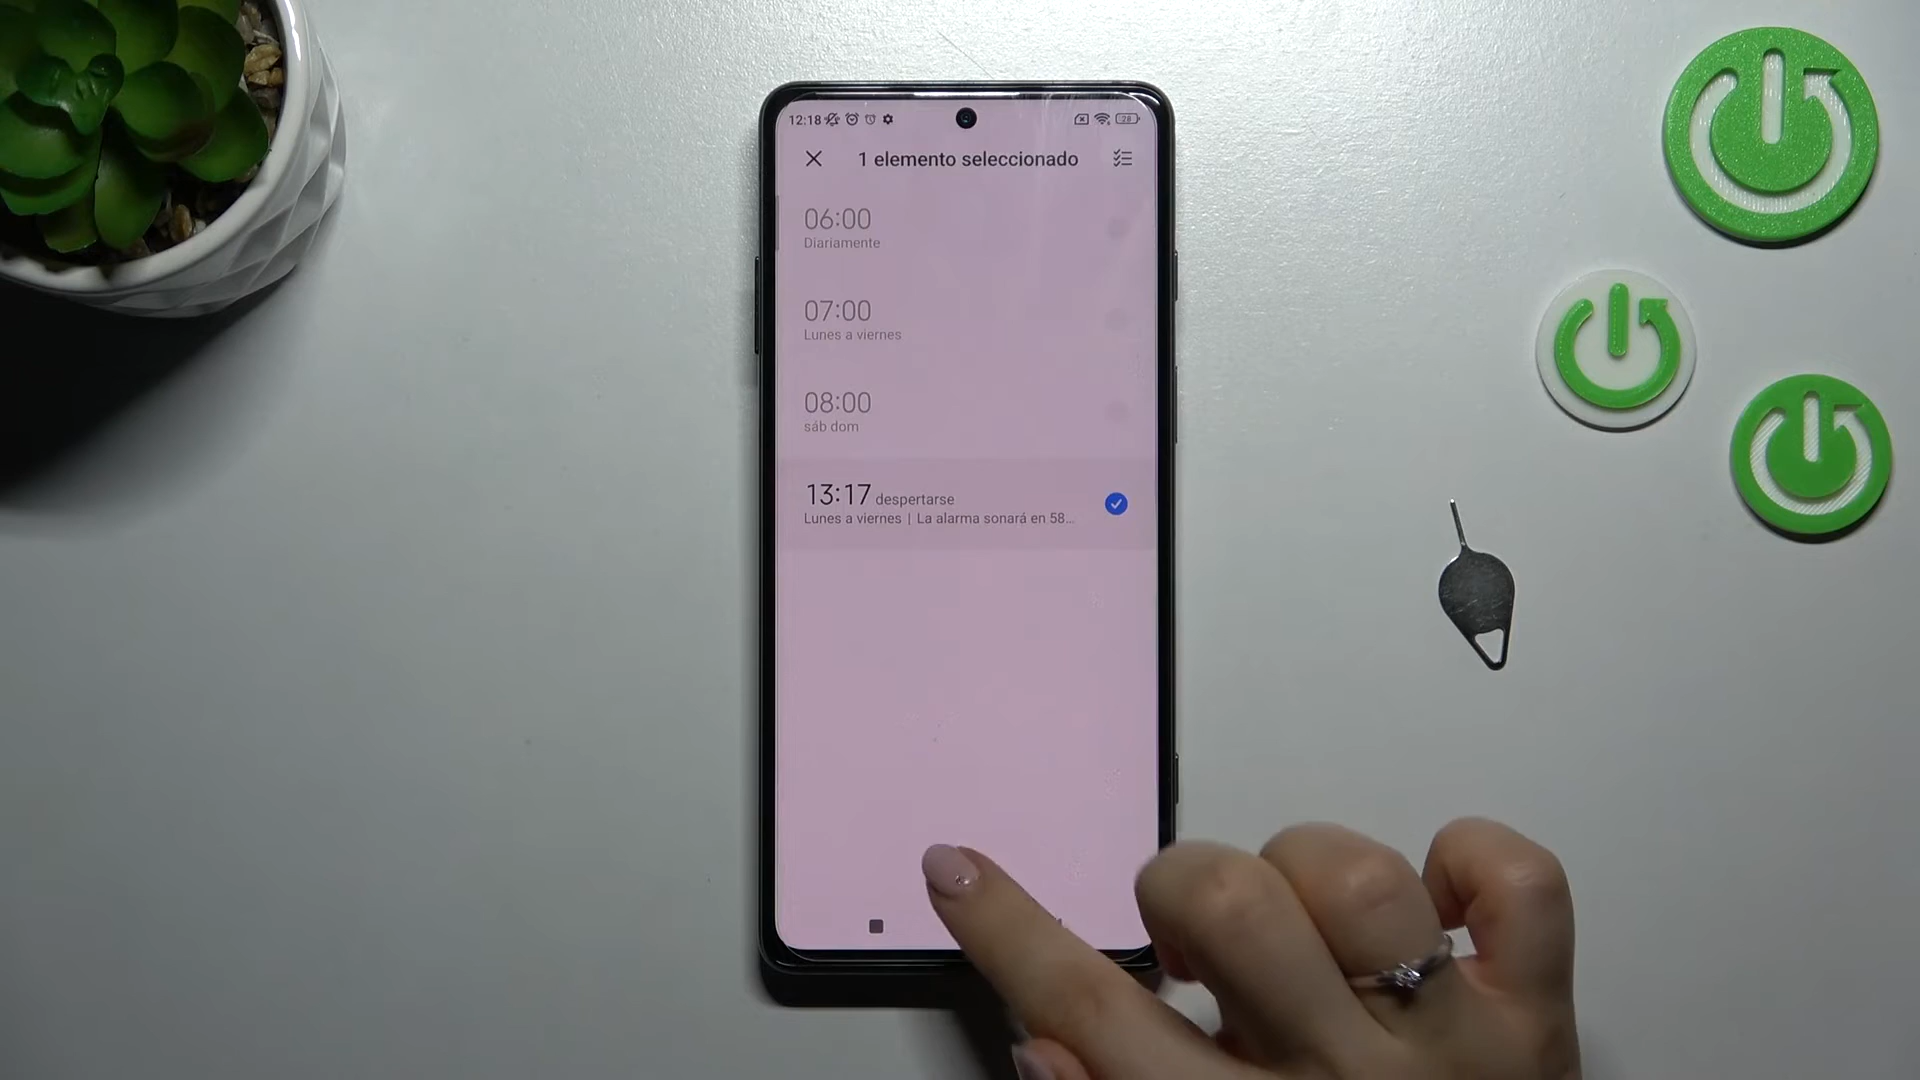 12:18
28
1 elemento seleccionado
06:00
Diariamente
07:00
Lunes a viernes
08:00
sáb dom
13:17 despertarse
Lunes a viernes | La alarma sonará en 58...